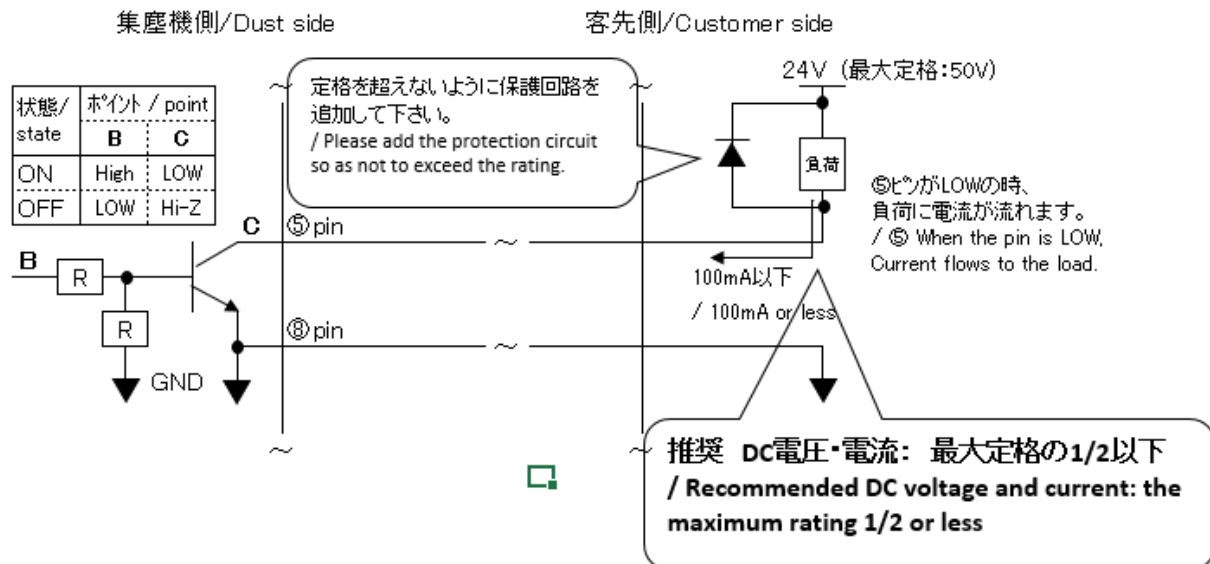 集塵機側/Dust side
客先側/Customer side
状態/
state
ﾎﾟｲﾝﾄ / point
B C
ON High LOW
OFF LOW Hi-Z
定格を超えないように保護回路を
追加して下さい。
/ Please add the protection circuit
so as not to exceed the rating.
24V (最大定格:50V)
負荷
⑤ﾋﾟﾝがLOWの時、
負荷に電流が流れます。
/ ⑤ When the pin is LOW,
Current flows to the load.
C
⑤pin
B
R
R
GND
⑧pin
100mA以下
/ 100mA or less
推奨 DC電圧・電流: 最大定格の1/2以下
/ Recommended DC voltage and current: the
maximum rating 1/2 or less